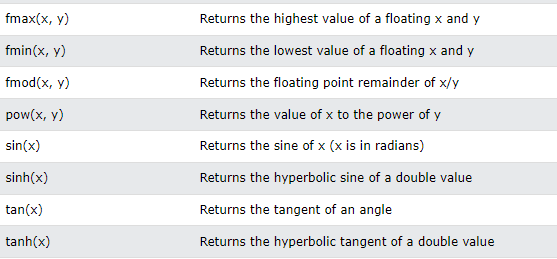 fmax(x, y) Returns the highest value of a floating x and y
fmin(x, y) Returns the lowest value of a floating x and y
fmod(x, y) Returns the floating point remainder of x/y
pow(x, y) Returns the value of x to the power of y
sin(x) Returns the sine of x (x is in radians)
sinh(x) Returns the hyperbolic sine of a double value
tan(x) Returns the tangent of an angle
tanh(x) Returns the hyperbolic tangent of a double value